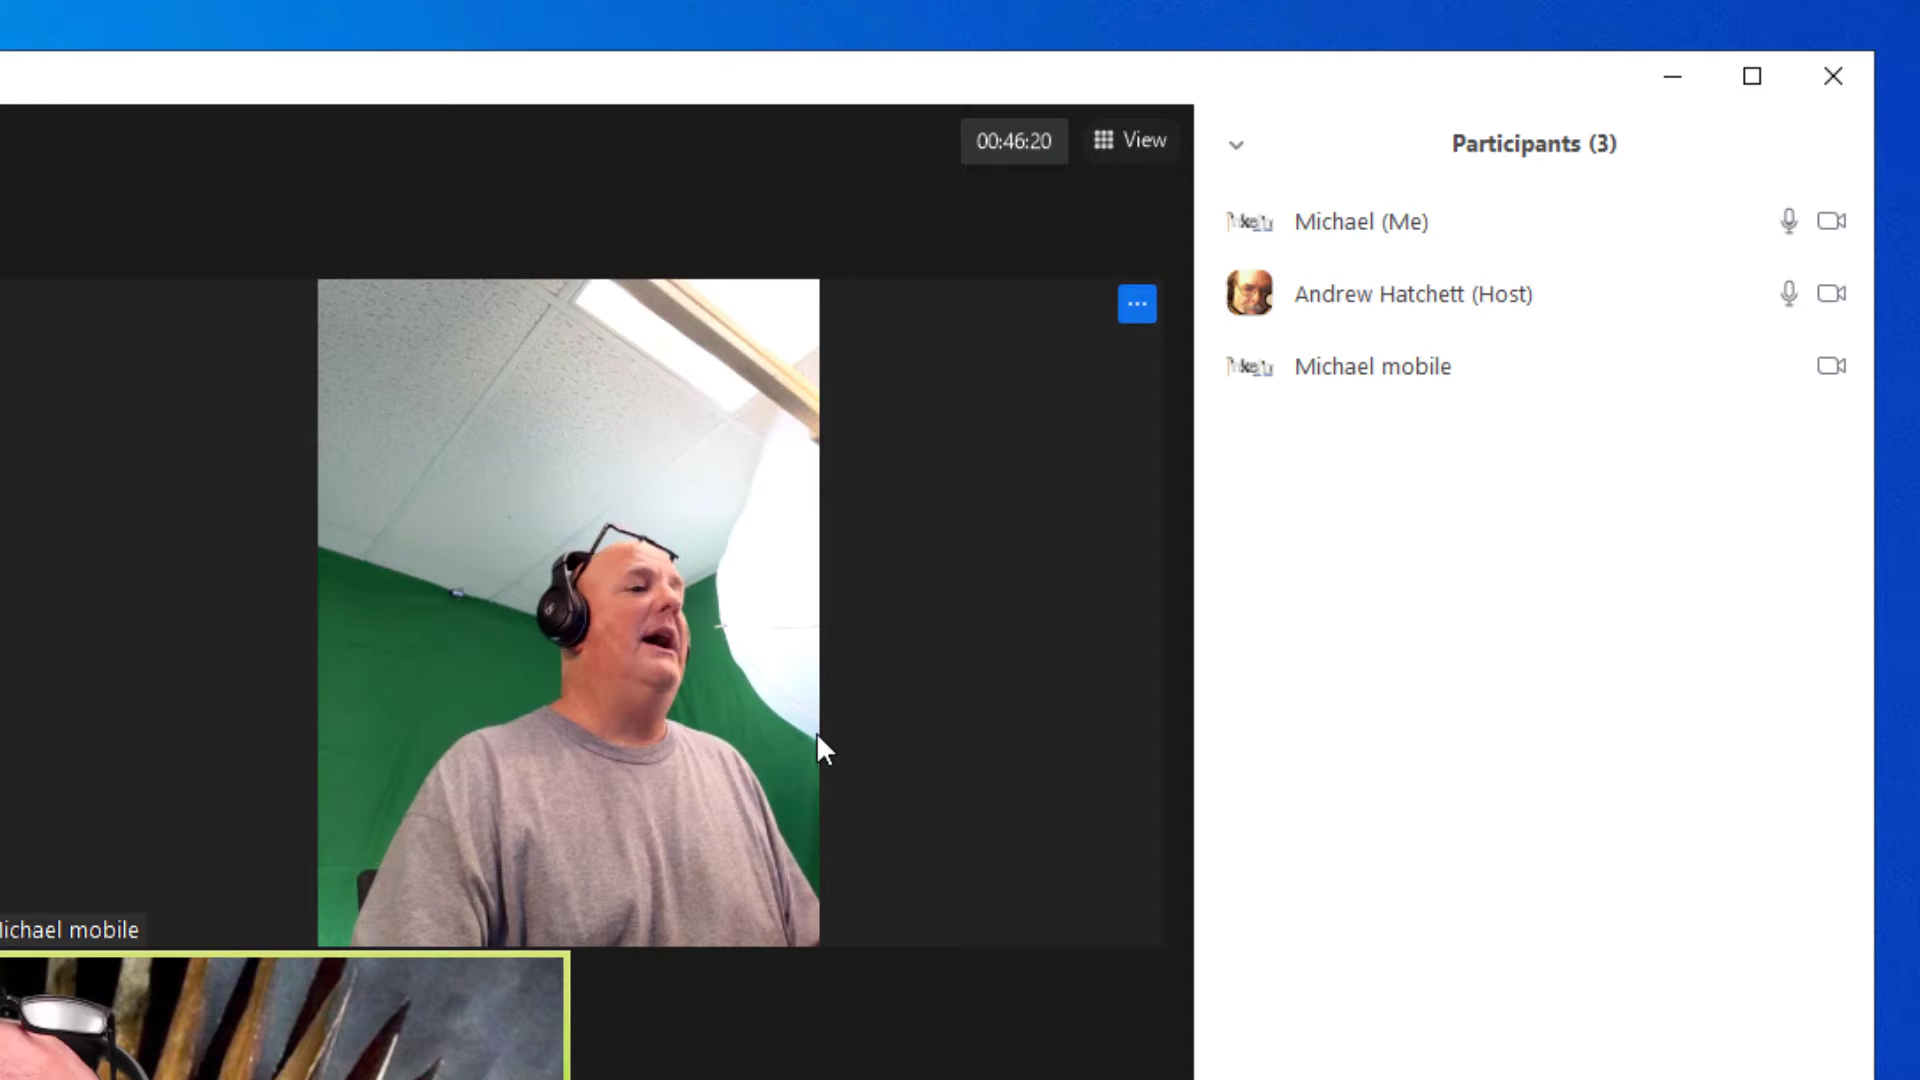 00:46:20 View
Participants (3)
Michael (Me)
Andrew Hatchett (Host)
Michael mobile
ichael mobile